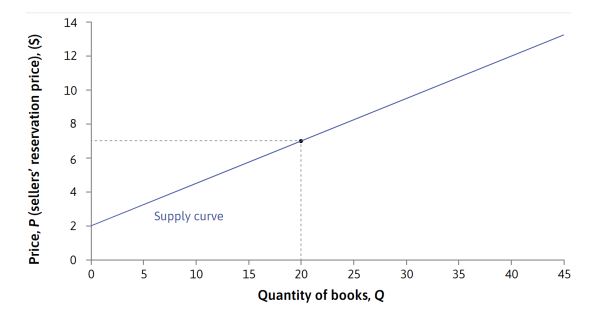 Price, P (sellers' reservation price), ($)
14
12
10
8
6
4
2
0
Supply curve
0 5 10 15 20 25 30 35 40 45
Quantity of books, Q